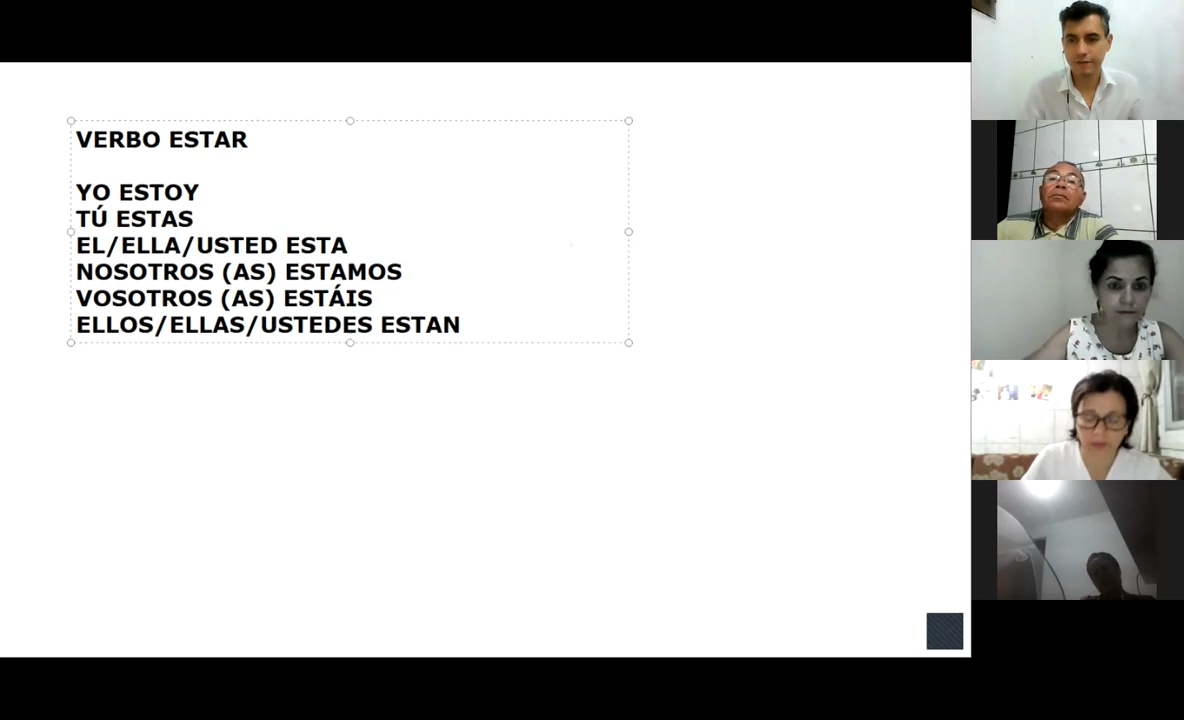 VERBO ESTAR
YO ESTOY
TÚ ESTAS
EL/ELLA/USTED ESTA
NOSOTROS (AS) ESTAMOS
VOSOTROS (AS) ESTÁIS
ELLOS/ELLAS/USTEDES ESTAN